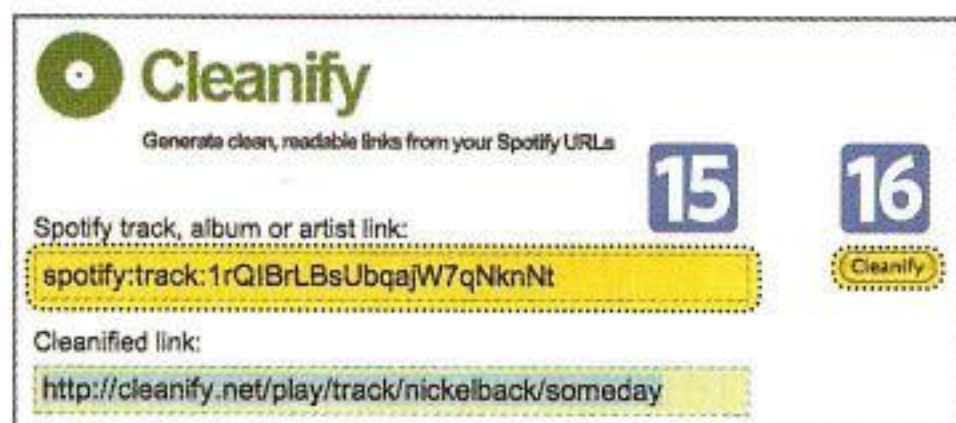 Cleanify
Generate clean, readable links from your Spotify URLs
15 16
Spotify track, album or artist link:
spotify:track:1rQIBrLBsUbqajW7qNknNt
Cleanify
Cleanified link:
http://cleanify.net/play/track/nickelback/someday